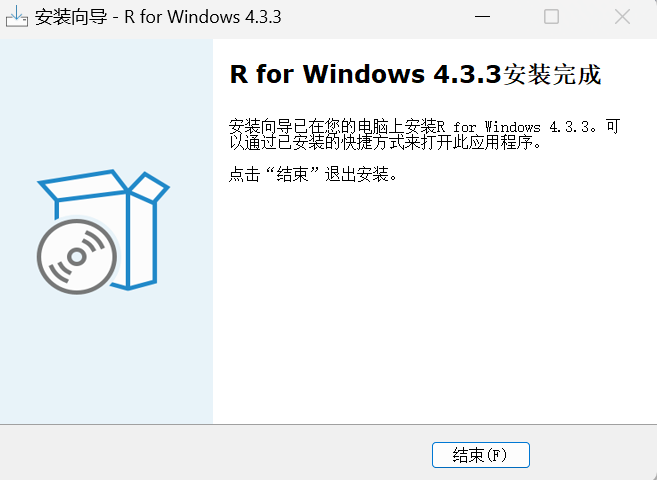 安装向导 - R for Windows 4.3.3
R for Windows 4.3.3安装完成
安装向导已在您的电脑上安装R for Windows 4.3.3。可
以通过已安装的快捷方式来打开此应用程序。
点击“结束”退出安装。
结束(F)